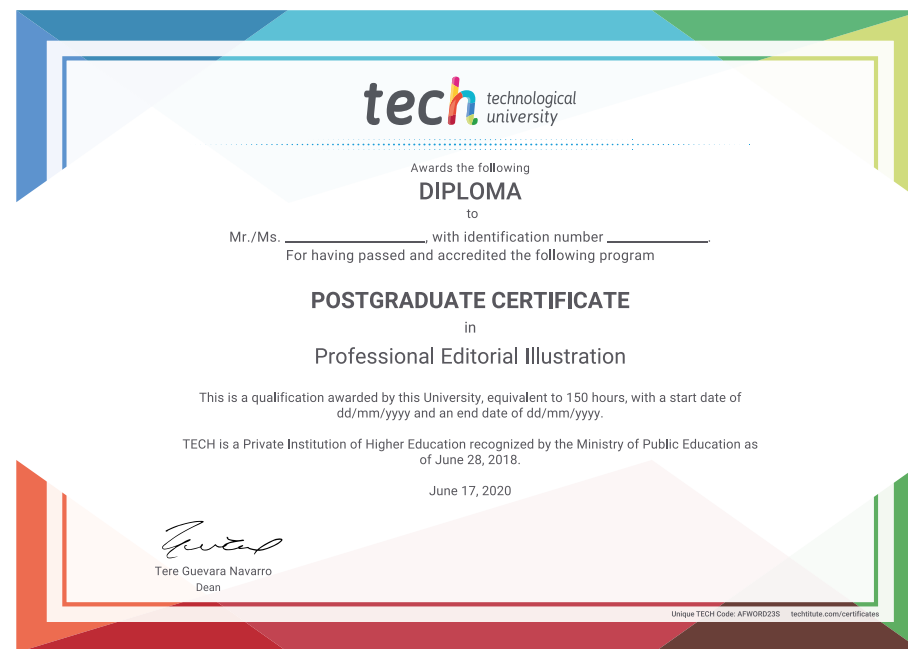 tech technological
university
Awards the following
DIPLOMA
to
Mr./Ms. ____________________, with identification number ____________________.
For having passed and accredited the following program
POSTGRADUATE CERTIFICATE
in
Professional Editorial Illustration
This is a qualification awarded by this University, equivalent to 150 hours, with a start date of
dd/mm/yyyy and an end date of dd/mm/yyyy.
TECH is a Private Institution of Higher Education recognized by the Ministry of Public Education as
of June 28, 2018.
June 17, 2020
Tere Guevara Navarro
Dean
Unique TECH Code: AFWORD23S techtitute.com/certificates